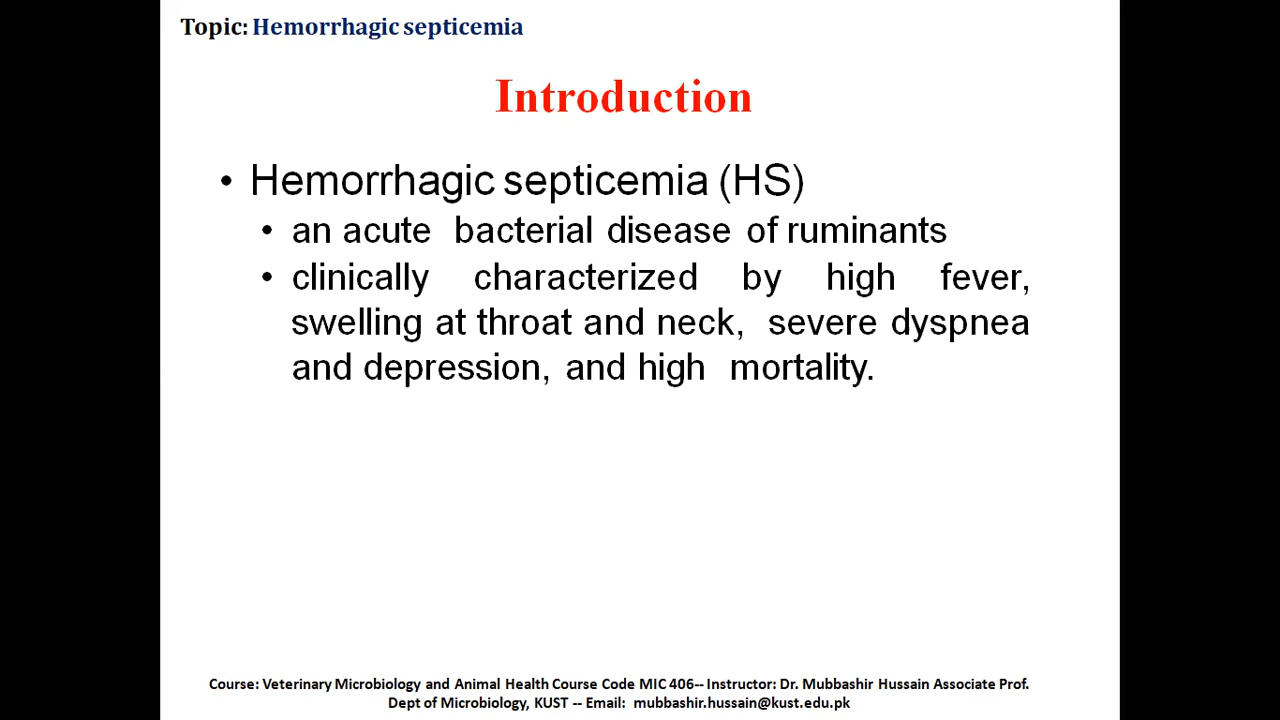 Topic: Hemorrhagic septicemia
Introduction
• Hemorrhagic septicemia (HS)
• an acute bacterial disease of ruminants
• clinically characterized by high fever,
swelling at throat and neck, severe dyspnea
and depression, and high mortality.
Course: Veterinary Microbiology and Animal Health Course Code MIC 406-- Instructor: Dr. Mubbashir Hussain Associate Prof.
Dept of Microbiology, KUST -- Email: mubbashir.hussain@kust.edu.pk